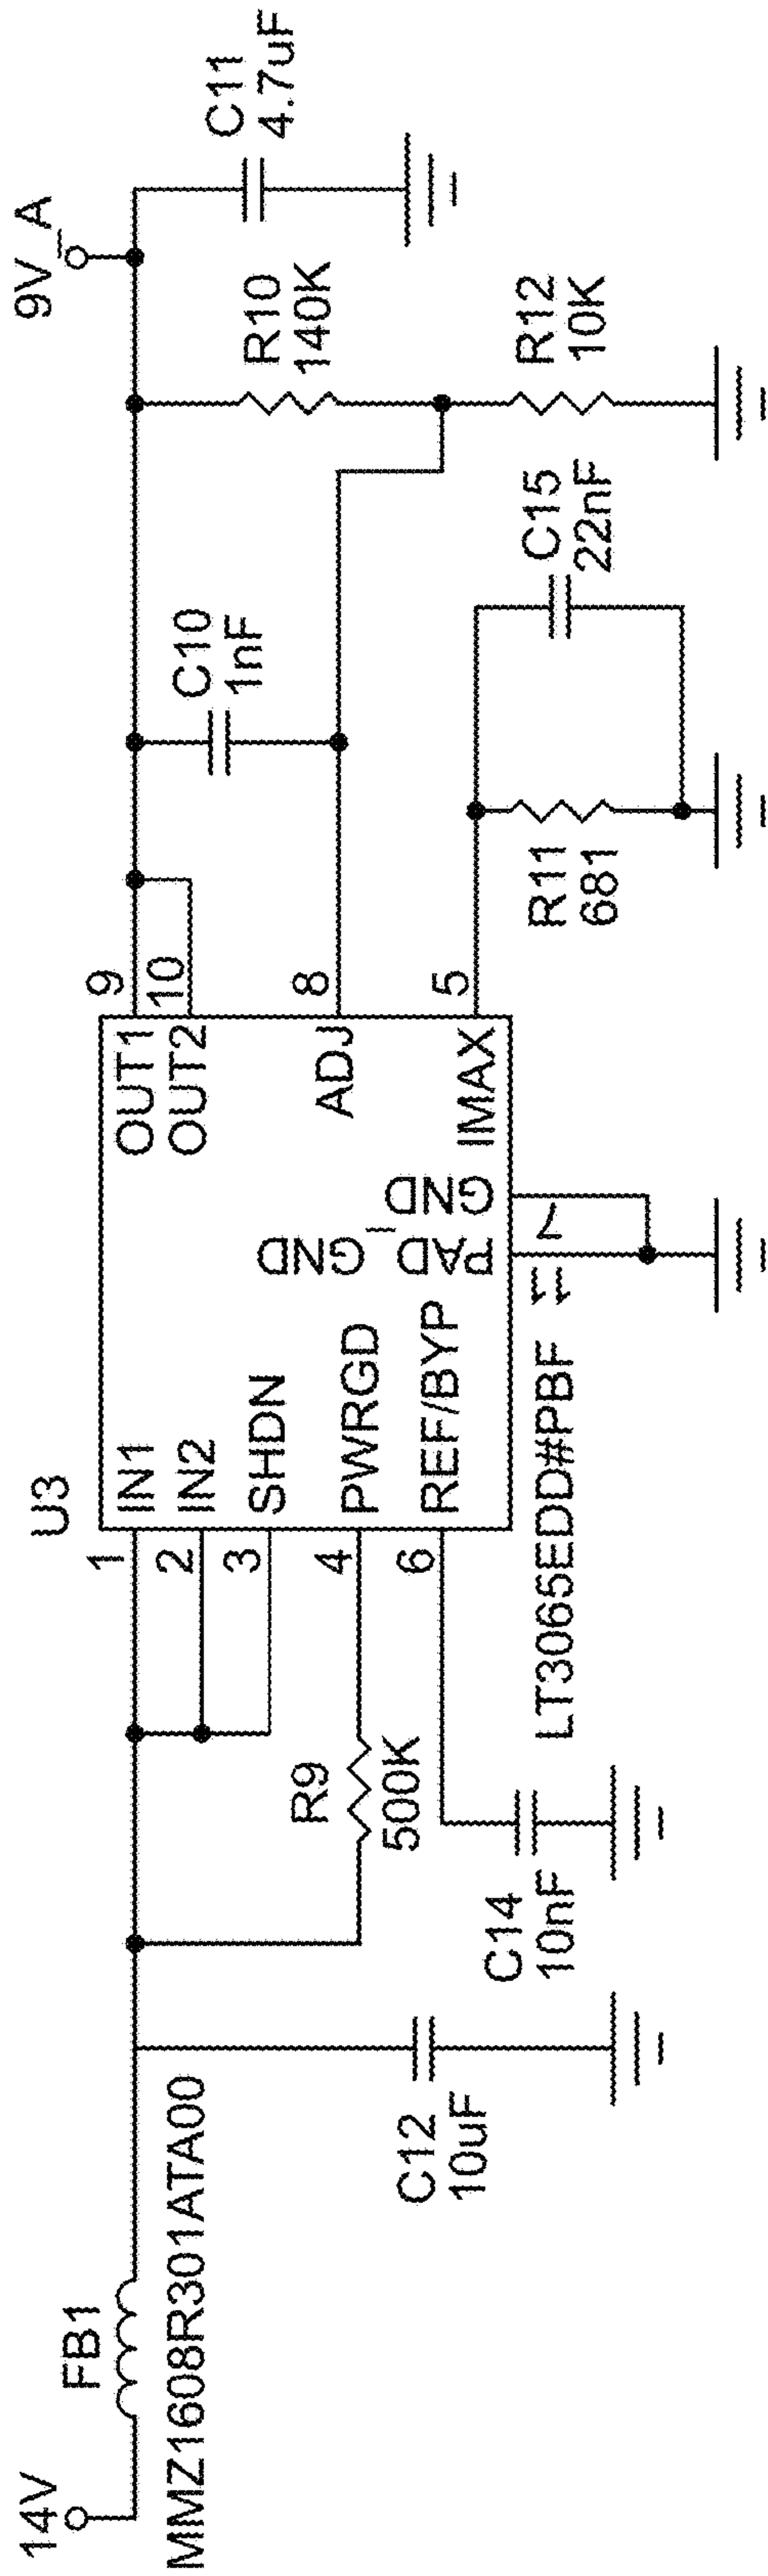 14V
FB1
MMZ1608R301ATA00
C12
10uF
R9
500K
C14
10nF
U3
1
2
3
4
6
IN1
IN2
SHDN
PWRGD
REF/BYP
PAD_GND
GND
11
7
LT3065EDD#PBF
OUT1
OUT2
ADJ
IMAX
9
10
8
5
C10
1nF
R11
681
C15
22nF
R10
140K
R12
10K
9V_A
C11
4.7uF